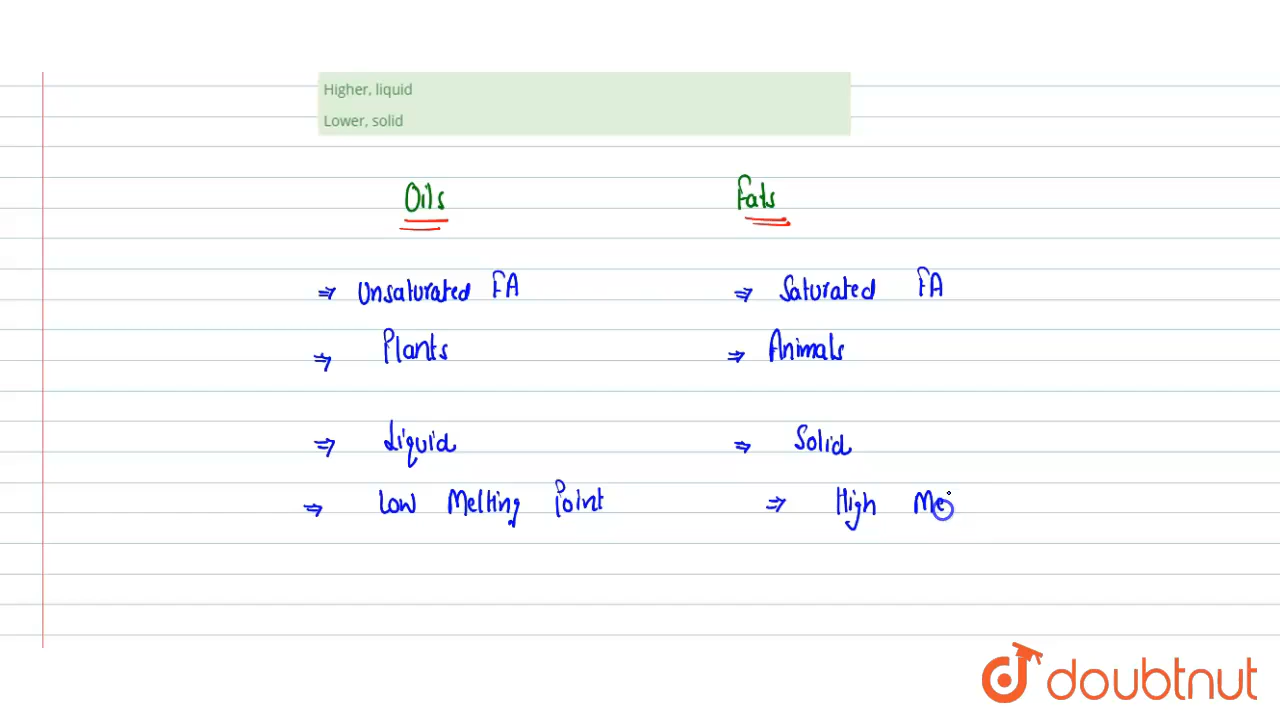 Higher, liquid
Lower, solid
Oils Fats
⇒ Unsaturated FA ⇒ Saturated FA
⇒ Plants ⇒ Animals
⇒ Liquid ⇒ Solid
⇒ Low Melting Point ⇒ High Me
doubtnut